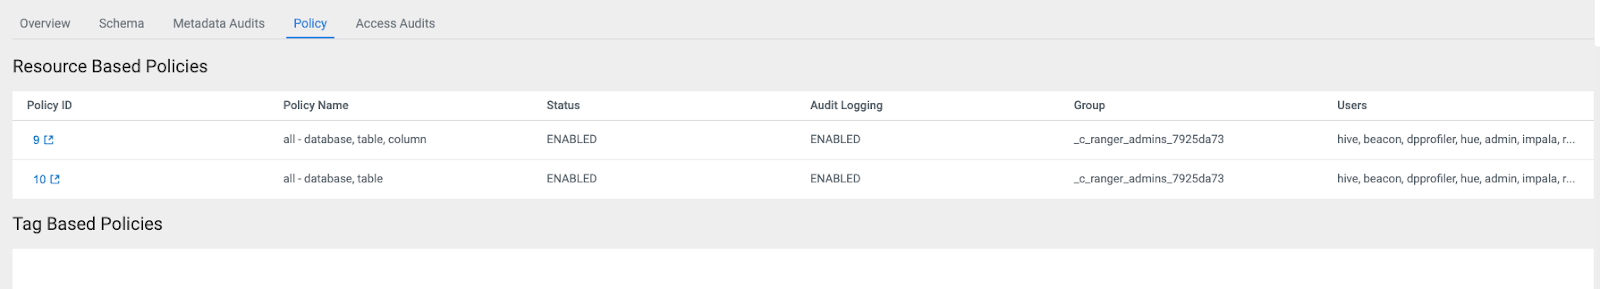 Overview Schema Metadata Audits Policy Access Audits
Resource Based Policies
Policy ID Policy Name Status Audit Logging Group Users
9 all - database, table, column ENABLED ENABLED _c_ranger_admins_7925da73 hive, beacon, dpprofiler, hue, admin, impala, r...
10 all - database, table ENABLED ENABLED _c_ranger_admins_7925da73 hive, beacon, dpprofiler, hue, admin, impala, r...
Tag Based Policies